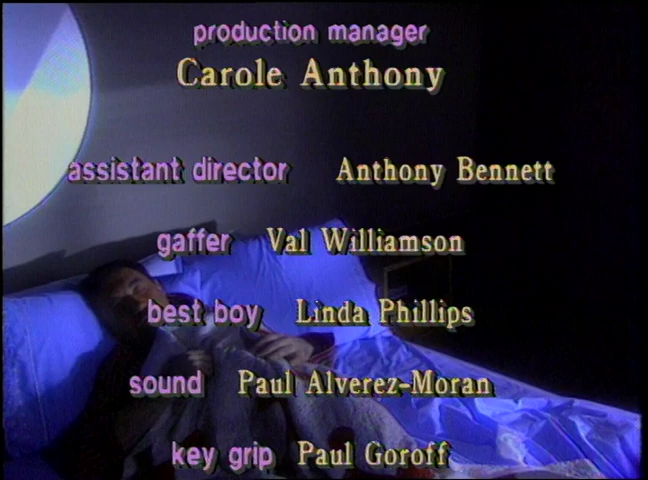 production manager
Carole Anthony
assistant director Anthony Bennett
gaffer Val Williamson
best boy Linda Phillips
sound Paul Alverez-Moran
key grip Paul Goroff